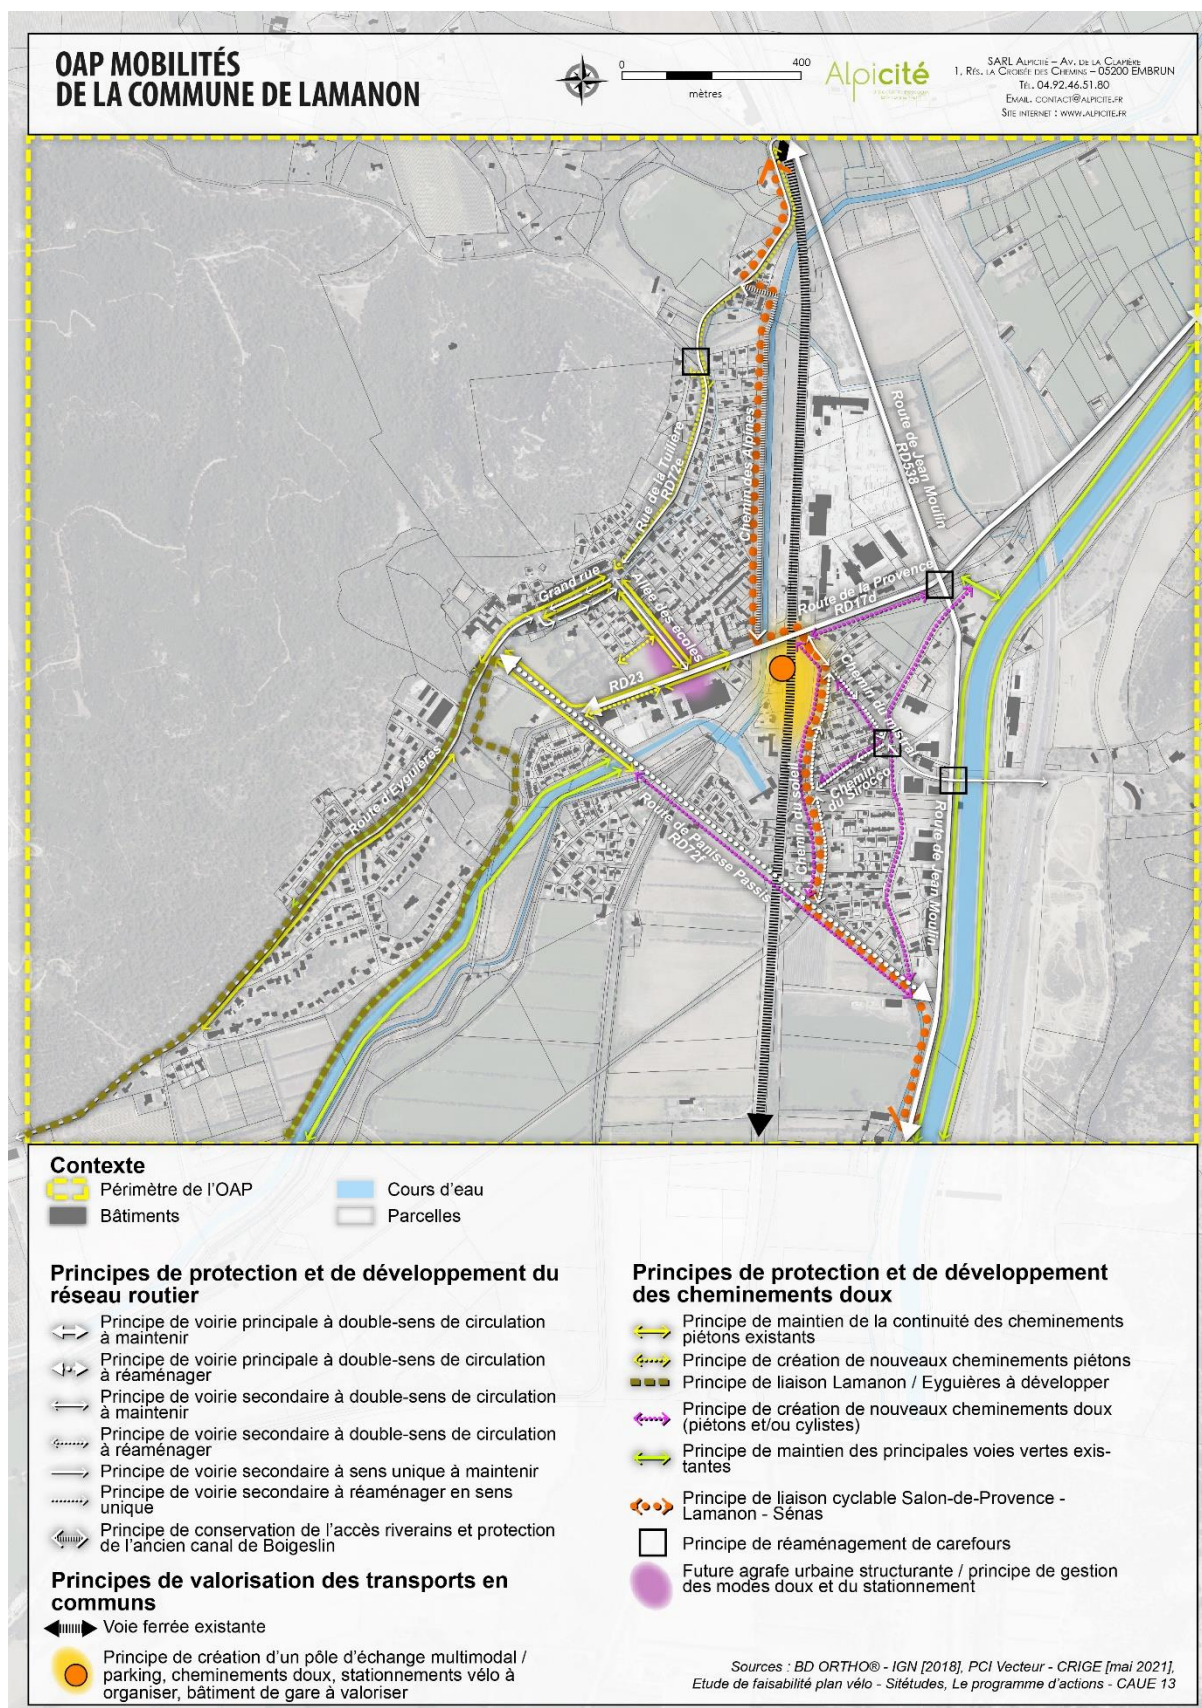 OAP MOBILITÉS
DE LA COMMUNE DE LAMANON
0
400
mètres
Alpicité
SARL ALPICITÉ – AV. DE LA CLAPIÈRE
1, RÉS. LA CROISÉE DES CHEMINS – 05200 EMBRUN
TÉL. 04.92.46.51.80
EMAIL. CONTACT@ALPICITE.FR
SITE INTERNET : WWW.ALPICITE.FR
Rue de la Tuilière
RD72e
Chemin des Alpines
Route de Jean Moulin
RD538
Grand rue
Allée des écoles
Route de la Provence
RD17d
RD23
Chemin du mistral
Route d'Eyguières
Chemin du soleil
Chemin
du Sirocco
Route de Panisse Passis
RD72f
Route de Jean Moulin
Contexte
Périmètre de l'OAP
Bâtiments
Cours d'eau
Parcelles
Principes de protection et de développement du
réseau routier
Principe de voirie principale à double-sens de circulation
à maintenir
Principe de voirie principale à double-sens de circulation
à réaménager
Principe de voirie secondaire à double-sens de circulation
à maintenir
Principe de voirie secondaire à double-sens de circulation
à réaménager
Principe de voirie secondaire à sens unique à maintenir
Principe de voirie secondaire à réaménager en sens
unique
Principe de conservation de l'accès riverains et protection
de l'ancien canal de Boigeslin
Principes de valorisation des transports en
communs
Voie ferrée existante
Principe de création d'un pôle d'échange multimodal /
parking, cheminements doux, stationnements vélo à
organiser, bâtiment de gare à valoriser
Principes de protection et de développement
des cheminements doux
Principe de maintien de la continuité des cheminements
piétons existants
Principe de création de nouveaux cheminements piétons
Principe de liaison Lamanon / Eyguières à développer
Principe de création de nouveaux cheminements doux
(piétons et/ou cylistes)
Principe de maintien des principales voies vertes exis-
tantes
Principe de liaison cyclable Salon-de-Provence -
Lamanon - Sénas
Principe de réaménagement de carefours
Future agrafe urbaine structurante / principe de gestion
des modes doux et du stationnement
Sources : BD ORTHO® - IGN [2018], PCI Vecteur - CRIGE [mai 2021],
Etude de faisabilité plan vélo - Sitétudes, Le programme d'actions - CAUE 13